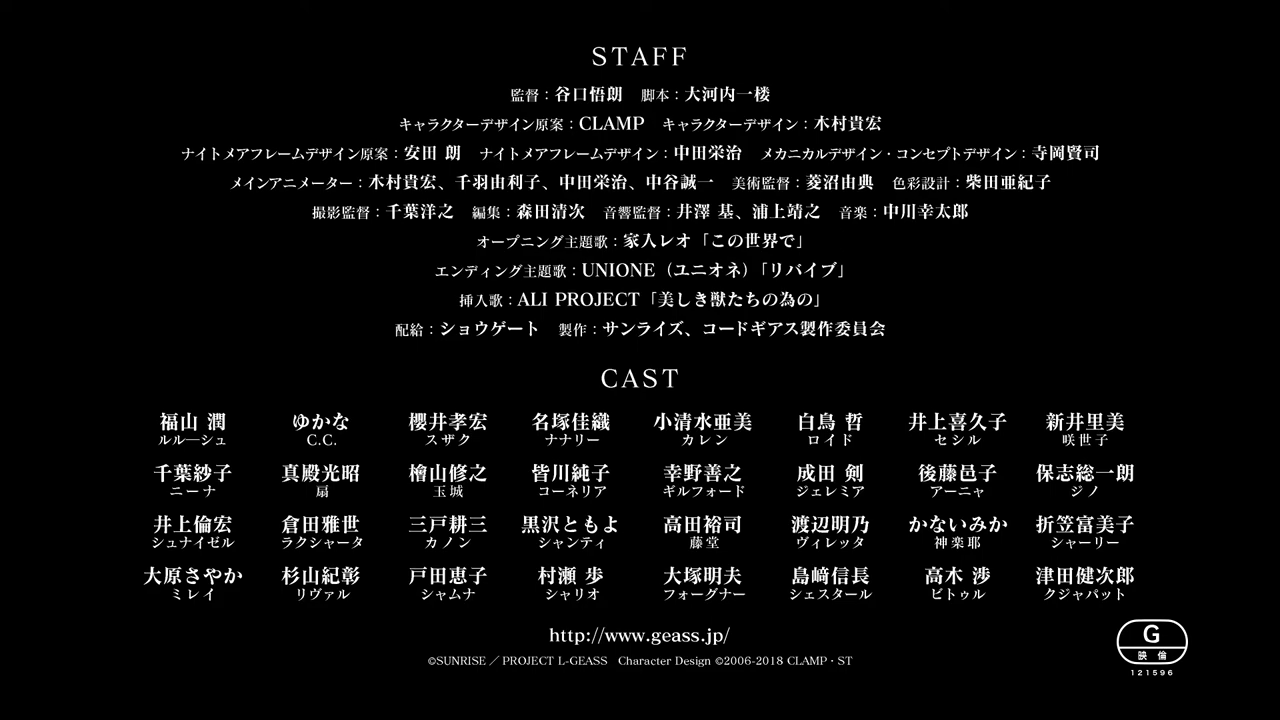 STAFF
監督：谷口悟朗　脚本：大河内一楼
キャラクターデザイン原案：CLAMP　キャラクターデザイン：木村貴宏
ナイトメアフレームデザイン原案：安田 朗　ナイトメアフレームデザイン：中田栄治　メカニカルデザイン・コンセプトデザイン：寺岡賢司
メインアニメーター：木村貴宏、千羽由利子、中田栄治、中谷誠一　美術監督：菱沼由典　色彩設計：柴田亜紀子
撮影監督：千葉洋之　編集：森田清次　音響監督：井澤 基、浦上靖之　音楽：中川幸太郎
オープニング主題歌：家入レオ「この世界で」
エンディング主題歌：UNIONE（ユニオネ）「リバイブ」
挿入歌：ALI PROJECT「美しき獣たちの為の」
配給：ショウゲート　製作：サンライズ、コードギアス製作委員会
CAST
福山 潤　ゆかな　櫻井孝宏　名塚佳織　小清水亜美　白鳥 哲　井上喜久子　新井里美
ルル―シュ　C.C.　スザク　ナナリー　カレン　ロイド　セシル　咲世子
千葉紗子　真殿光昭　檜山修之　皆川純子　幸野善之　成田 剣　後藤邑子　保志総一朗
ニーナ　扇　玉城　コーネリア　ギルフォード　ジェレミア　アーニャ　ジノ
井上倫宏　倉田雅世　三戸耕三　黒沢ともよ　高田裕司　渡辺明乃　かないみか　折笠富美子
シュナイゼル　ラクシャータ　カノン　シャンティ　藤堂　ヴィレッタ　神楽耶　シャーリー
大原さやか　杉山紀彰　戸田恵子　村瀬 歩　大塚明夫　島﨑信長　高木 渉　津田健次郎
ミレイ　リヴァル　シャムナ　シャリオ　フォーグナー　シェスタール　ビトゥル　クジャパット
http://www.geass.jp/
©SUNRISE／PROJECT L-GEASS　Character Design ©2006-2018 CLAMP・ST
G
映倫
121596